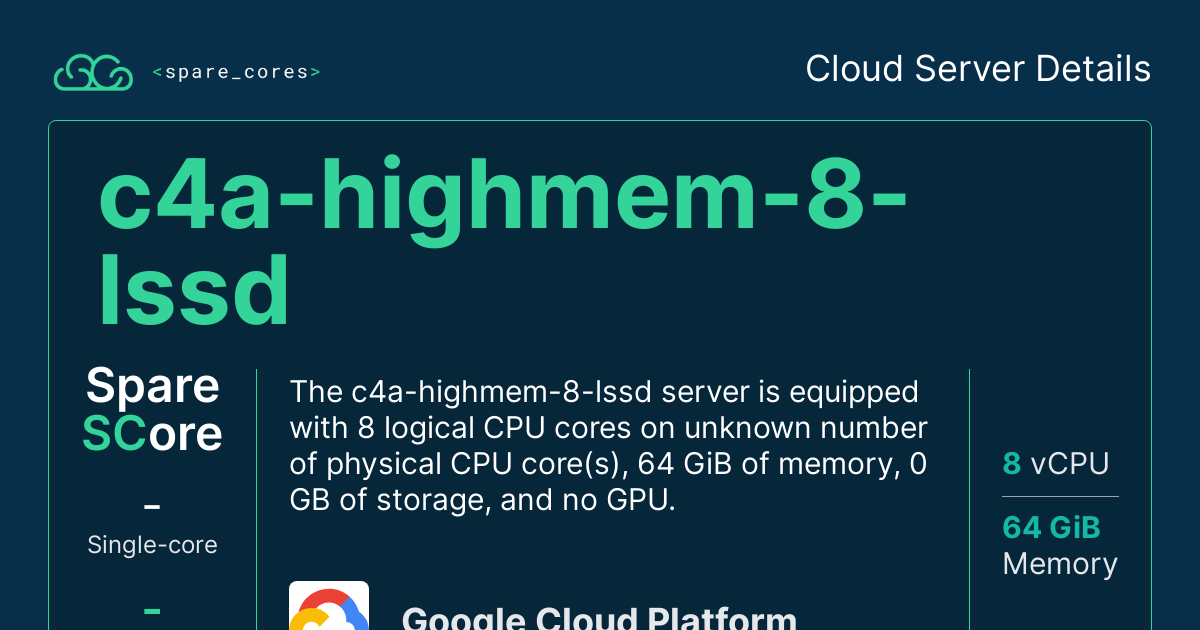 <spare_cores>
Cloud Server Details
c4a-highmem-8-
lssd
Spare
SCore
-
Single-core
-
The c4a-highmem-8-lssd server is equipped
with 8 logical CPU cores on unknown number
of physical CPU core(s), 64 GiB of memory, 0
GB of storage, and no GPU.
Google Cloud Platform
8 vCPU
64 GiB
Memory